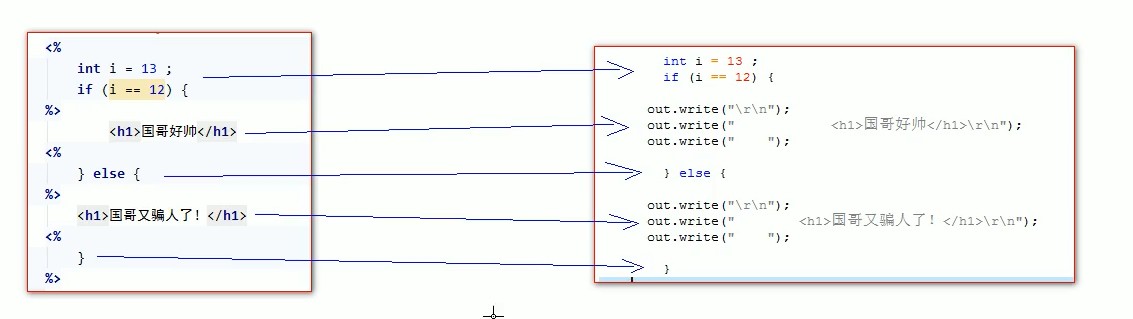 <%
int i = 13 ;
if (i == 12) {
%>
<h1>国哥好帅</h1>
<%
} else {
%>
<h1>国哥又骗人了！</h1>
<%
}
%>
int i = 13 ;
if (i == 12) {
out.write("\r\n");
out.write("            <h1>国哥好帅</h1>\r\n");
out.write("    ");
} else {
out.write("\r\n");
out.write("        <h1>国哥又骗人了！</h1>\r\n");
out.write("    ");
}